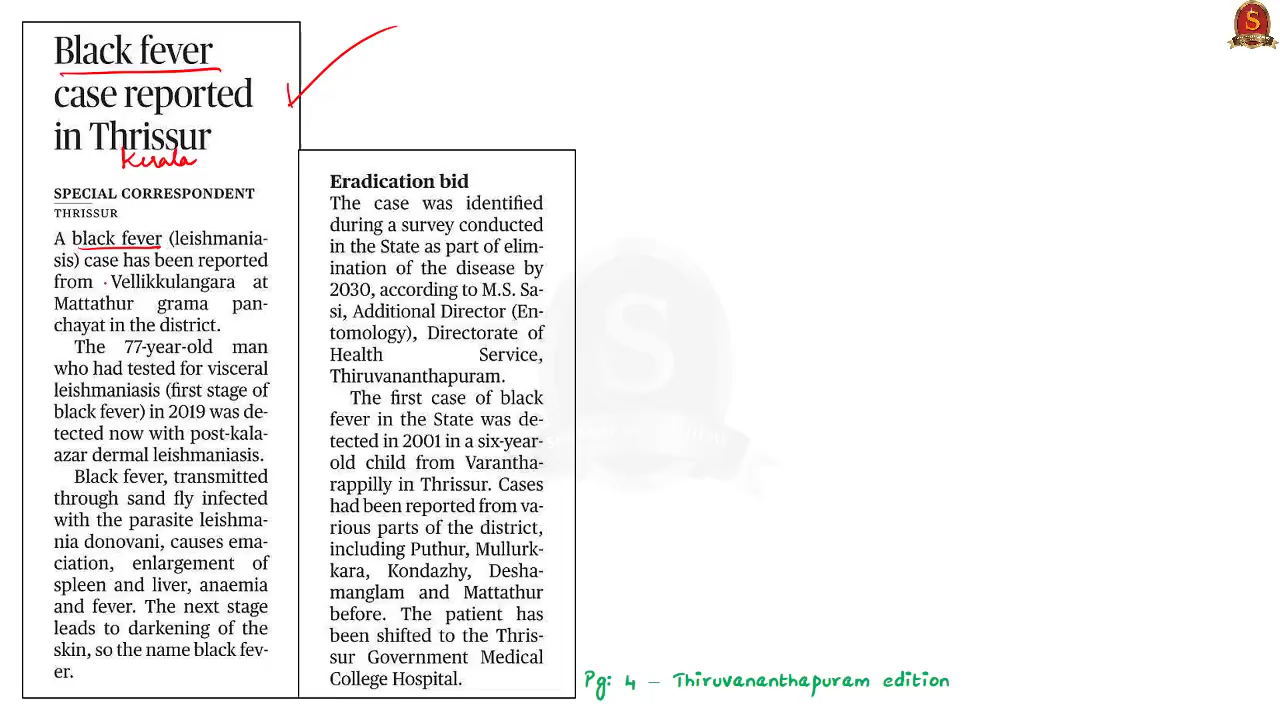 Black fever
case reported
in Thrissur
Kerala
SPECIAL CORRESPONDENT
THRISSUR
A black fever (leishmania-
sis) case has been reported
from Vellikkulangara at
Mattathur grama pan-
chayat in the district.
The 77-year-old man
who had tested for visceral
leishmaniasis (first stage of
black fever) in 2019 was de-
tected now with post-kala-
azar dermal leishmaniasis.
Black fever, transmitted
through sand fly infected
with the parasite leishma-
nia donovani, causes ema-
ciation, enlargement of
spleen and liver, anaemia
and fever. The next stage
leads to darkening of the
skin, so the name black fev-
er.
Eradication bid
The case was identified
during a survey conducted
in the State as part of elim-
ination of the disease by
2030, according to M.S. Sa-
si, Additional Director (En-
tomology), Directorate of
Health Service,
Thiruvananthapuram.
The first case of black
fever in the State was de-
tected in 2001 in a six-year-
old child from Varantha-
rappilly in Thrissur. Cases
had been reported from va-
rious parts of the district,
including Puthur, Mullurk-
kara, Kondazhy, Desha-
manglam and Mattathur
before. The patient has
been shifted to the Thris-
sur Government Medical
College Hospital.
Pg: 4 – Thiruvananthapuram edition
S
S